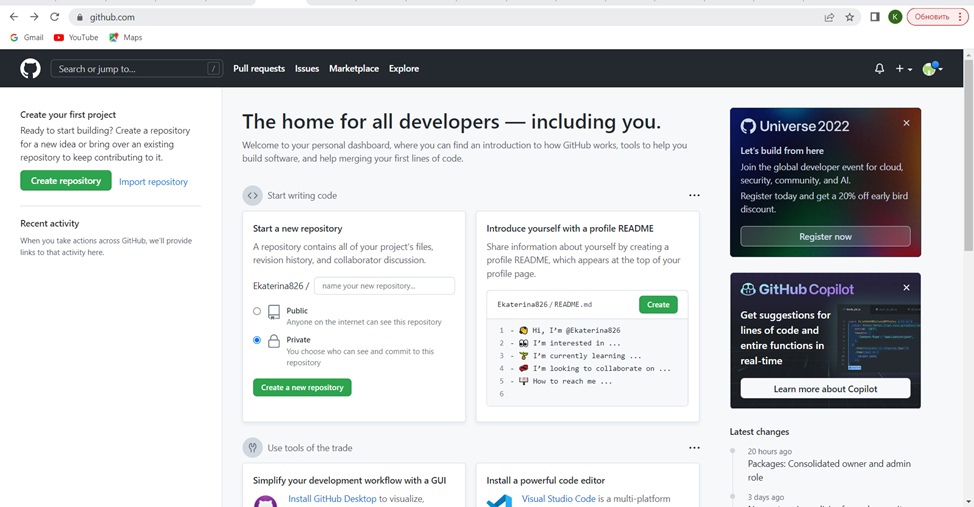 github.com
Обновить
Gmail
YouTube
Maps
Search or jump to...
/
Pull requests
Issues
Marketplace
Explore
Create your first project
Ready to start building? Create a repository
for a new idea or bring over an existing
repository to keep contributing to it.
Create repository
Import repository
Recent activity
When you take actions across GitHub, we'll provide
links to that activity here.
The home for all developers — including you.
Welcome to your personal dashboard, where you can find an introduction to how GitHub works, tools to help you
build software, and help merging your first lines of code.
Start writing code
Start a new repository
A repository contains all of your project's files,
revision history, and collaborator discussion.
Ekaterina826 /
name your new repository...
Public
Anyone on the internet can see this repository
Private
You choose who can see and commit to this
repository
Create a new repository
Introduce yourself with a profile README
Share information about yourself by creating a
profile README, which appears at the top of your
profile page.
Ekaterina826 / README.md
Create
1 - 👋 Hi, I'm @Ekaterina826
2 - 👀 I'm interested in ...
3 - 🌱 I'm currently learning ...
4 - 💞️ I'm looking to collaborate on ...
5 - 📫 How to reach me ...
6
Use tools of the trade
Simplify your development workflow with a GUI
Install GitHub Desktop to visualize,
Install a powerful code editor
Visual Studio Code is a multi-platform
Universe 2022
Let's build from here
Join the global developer event for cloud,
security, community, and AI.
Register today and get a 20% off early bird
discount.
Register now
GitHub Copilot
Get suggestions for
lines of code and
entire functions in
real-time
Learn more about Copilot
Latest changes
20 hours ago
Packages: Consolidated owner and admin
role
3 days ago